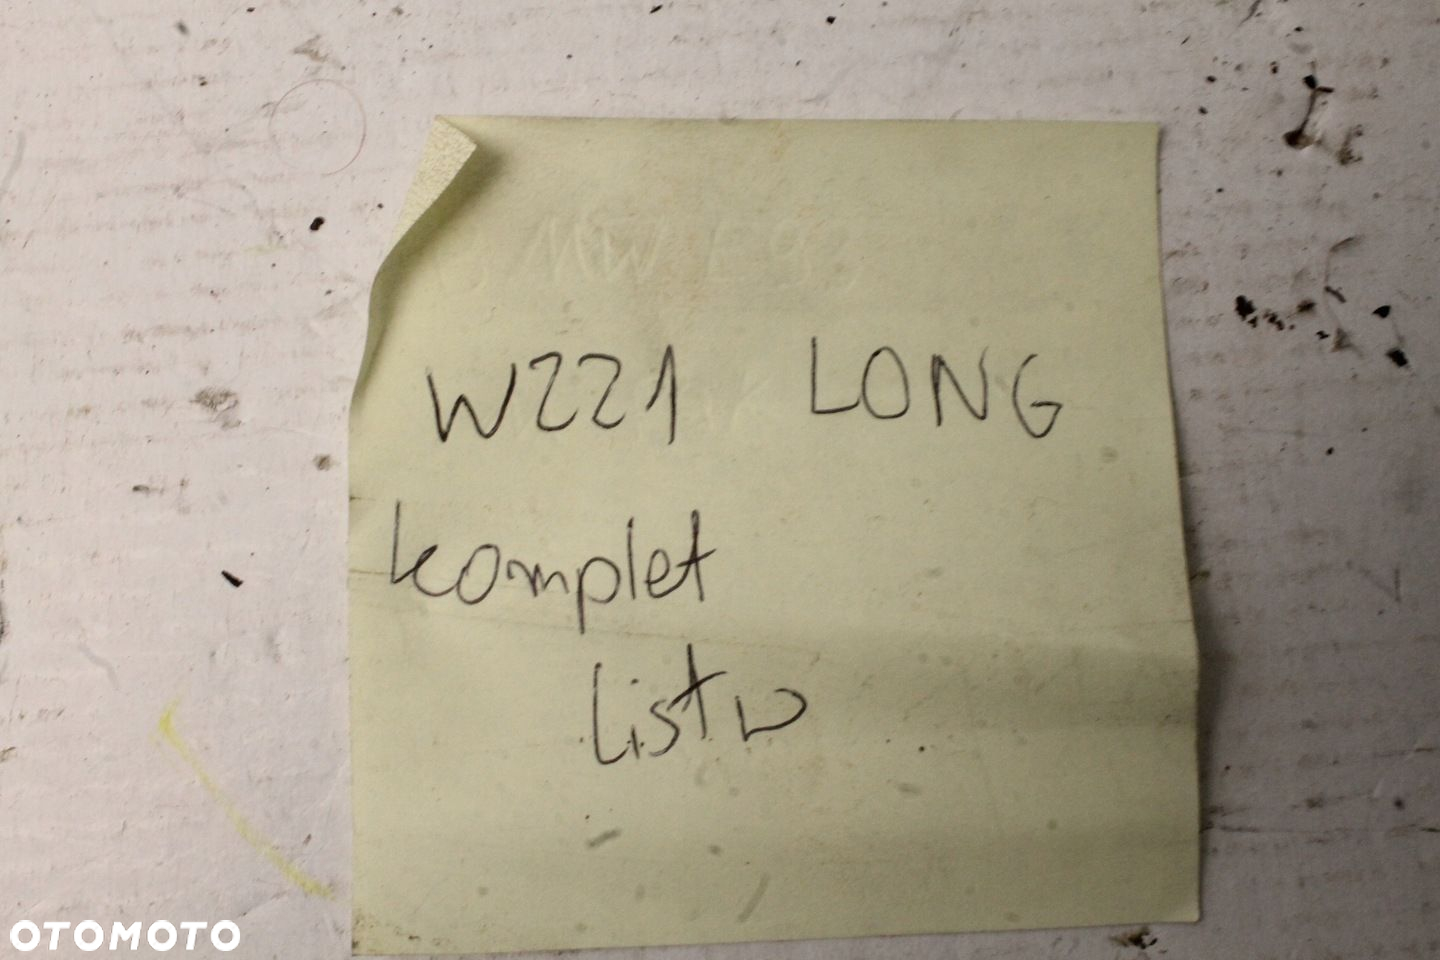 W221 LONG
komplet
listw
OTOMOTO